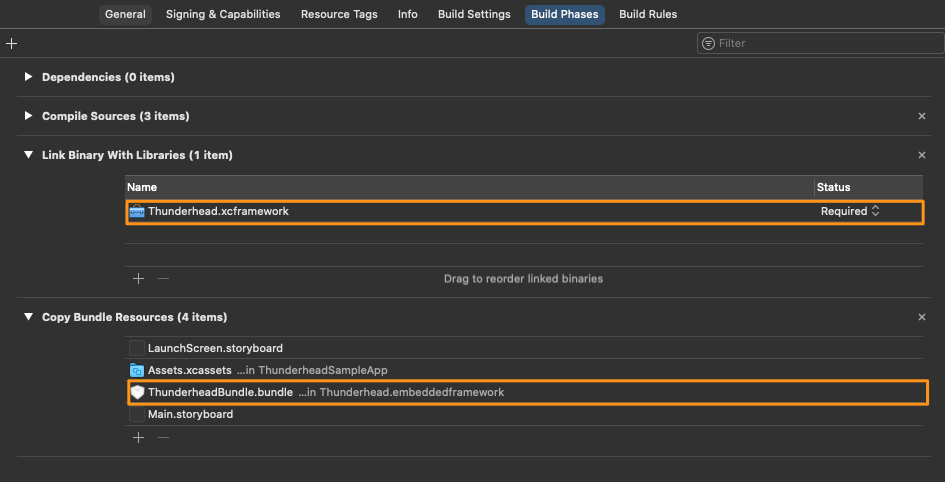 General Signing & Capabilities Resource Tags Info Build Settings Build Phases Build Rules
Filter
Dependencies (0 items)
Compile Sources (3 items)
Link Binary With Libraries (1 item)
Name Status
Thunderhead.xcframework Required
Drag to reorder linked binaries
Copy Bundle Resources (4 items)
LaunchScreen.storyboard
Assets.xcassets ...in ThunderheadSampleApp
ThunderheadBundle.bundle ...in Thunderhead.embeddedframework
Main.storyboard